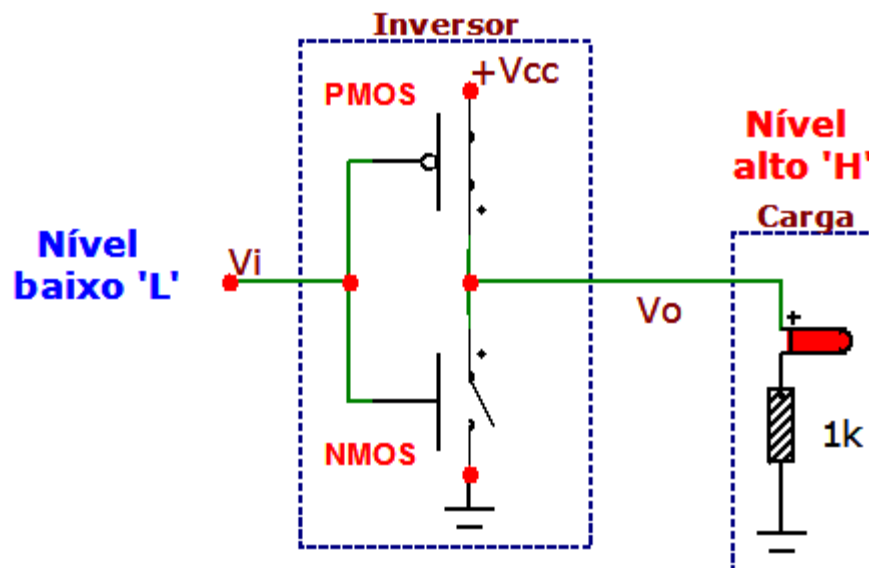 Inversor
+Vcc
PMOS
Nível
alto 'H'
Carga
Nível
baixo 'L'
Vi
Vo
+
1k
NMOS